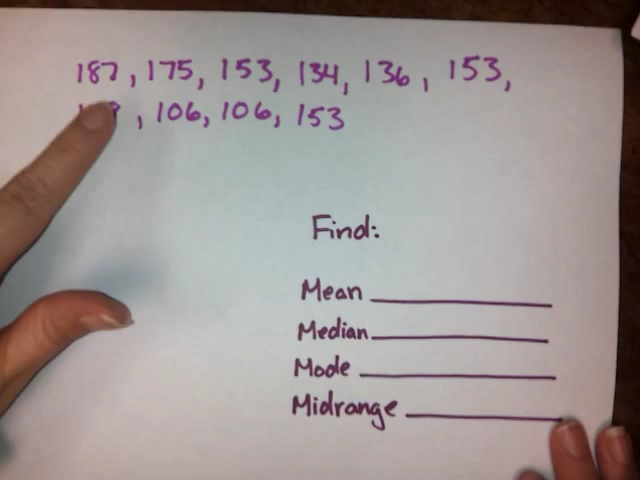 187, 175, 153, 134, 136, 153,
, 106, 106, 153
Find:
Mean
Median
Mode
Midrange